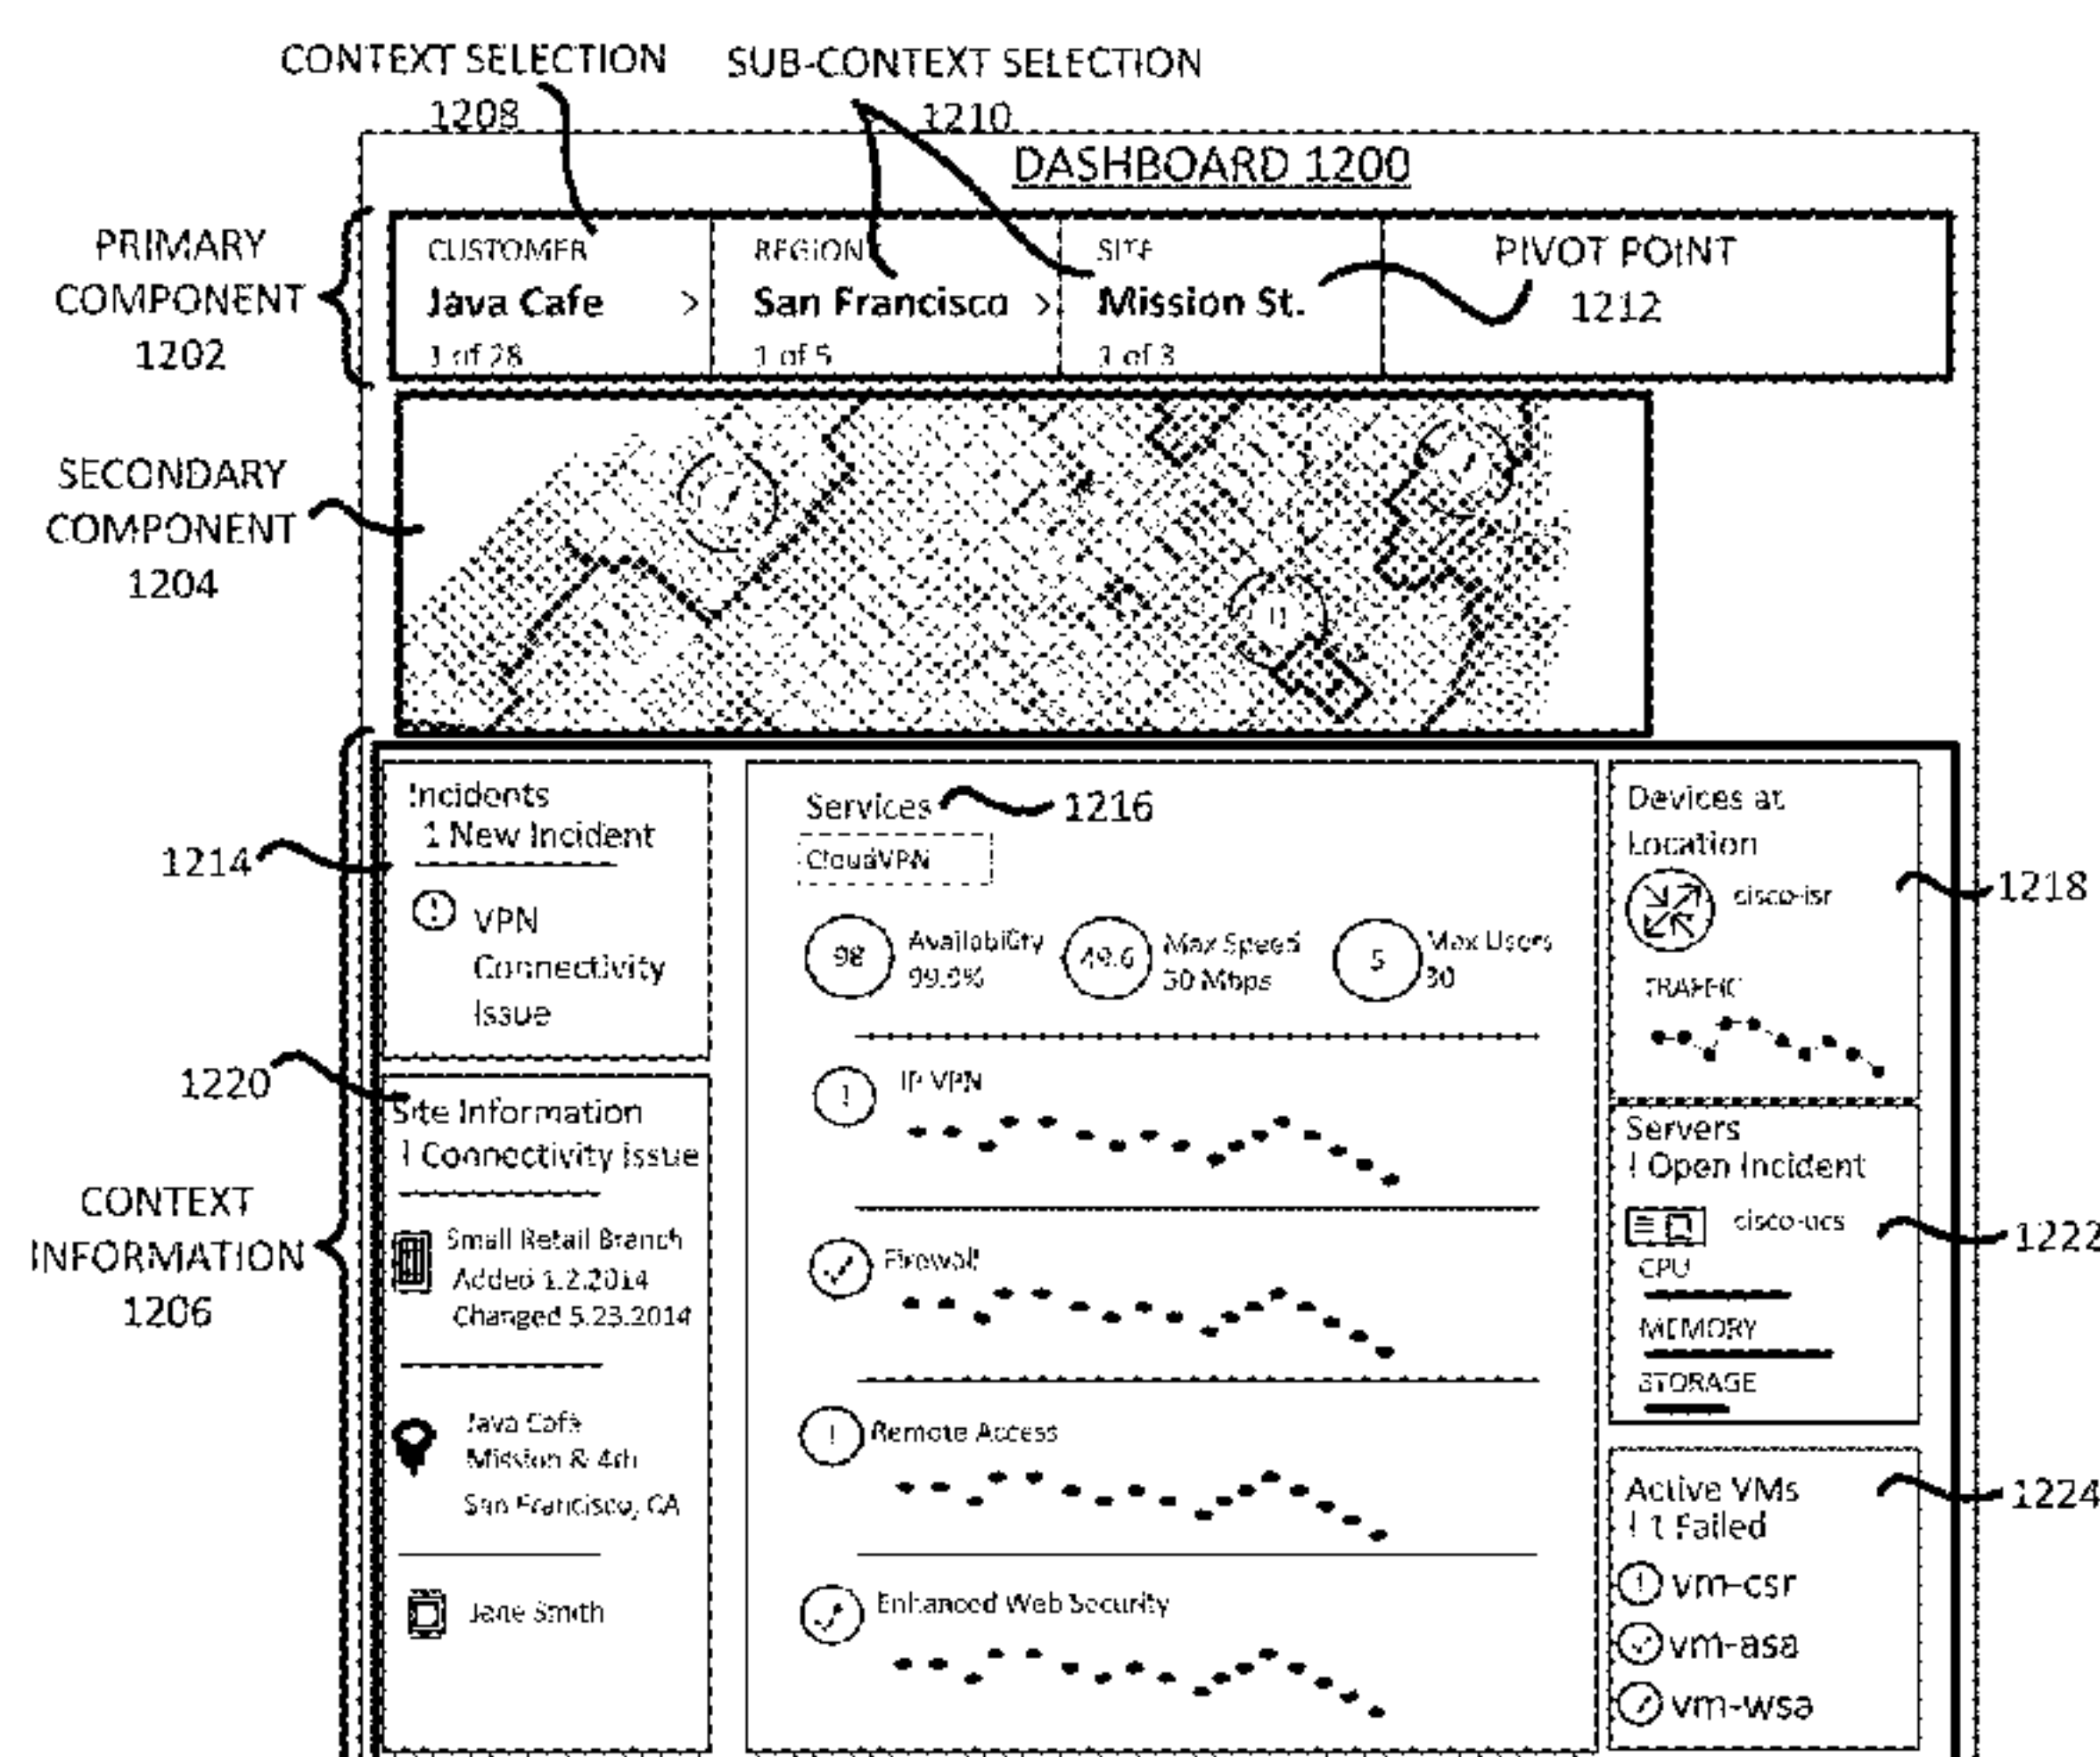 CONTEXT SELECTION
1208
SUB-CONTEXT SELECTION
1210
DASHBOARD 1200
PRIMARY
COMPONENT
1202
CUSTOMER
Java Cafe >
1 of 28
REGION
San Francisco >
1 of 5
SITE
Mission St.
1 of 3
PIVOT POINT
1212
SECONDARY
COMPONENT
1204
CONTEXT
INFORMATION
1206
1214
Incidents
1 New Incident
! VPN
Connectivity
Issue
1220
Site Information
! Connectivity Issue
Small Retail Branch
Added 1.2.2014
Changed 5.23.2014
Java Cafe
Mission & 4th
San Francisco, CA
Jane Smith
Services
1216
CloudVPN
98
Availability
99.9%
49.6
Max Speed
50 Mbps
5
Max Users
30
! IP VPN
Firewall
! Remote Access
Enhanced Web Security
Devices at
Location
cisco-isr
TRAFFIC
1218
Servers
! Open Incident
cisco-ucs
1222
CPU
MEMORY
STORAGE
Active VMs
! 1 Failed
1224
! vm-csr
vm-asa
vm-wsa